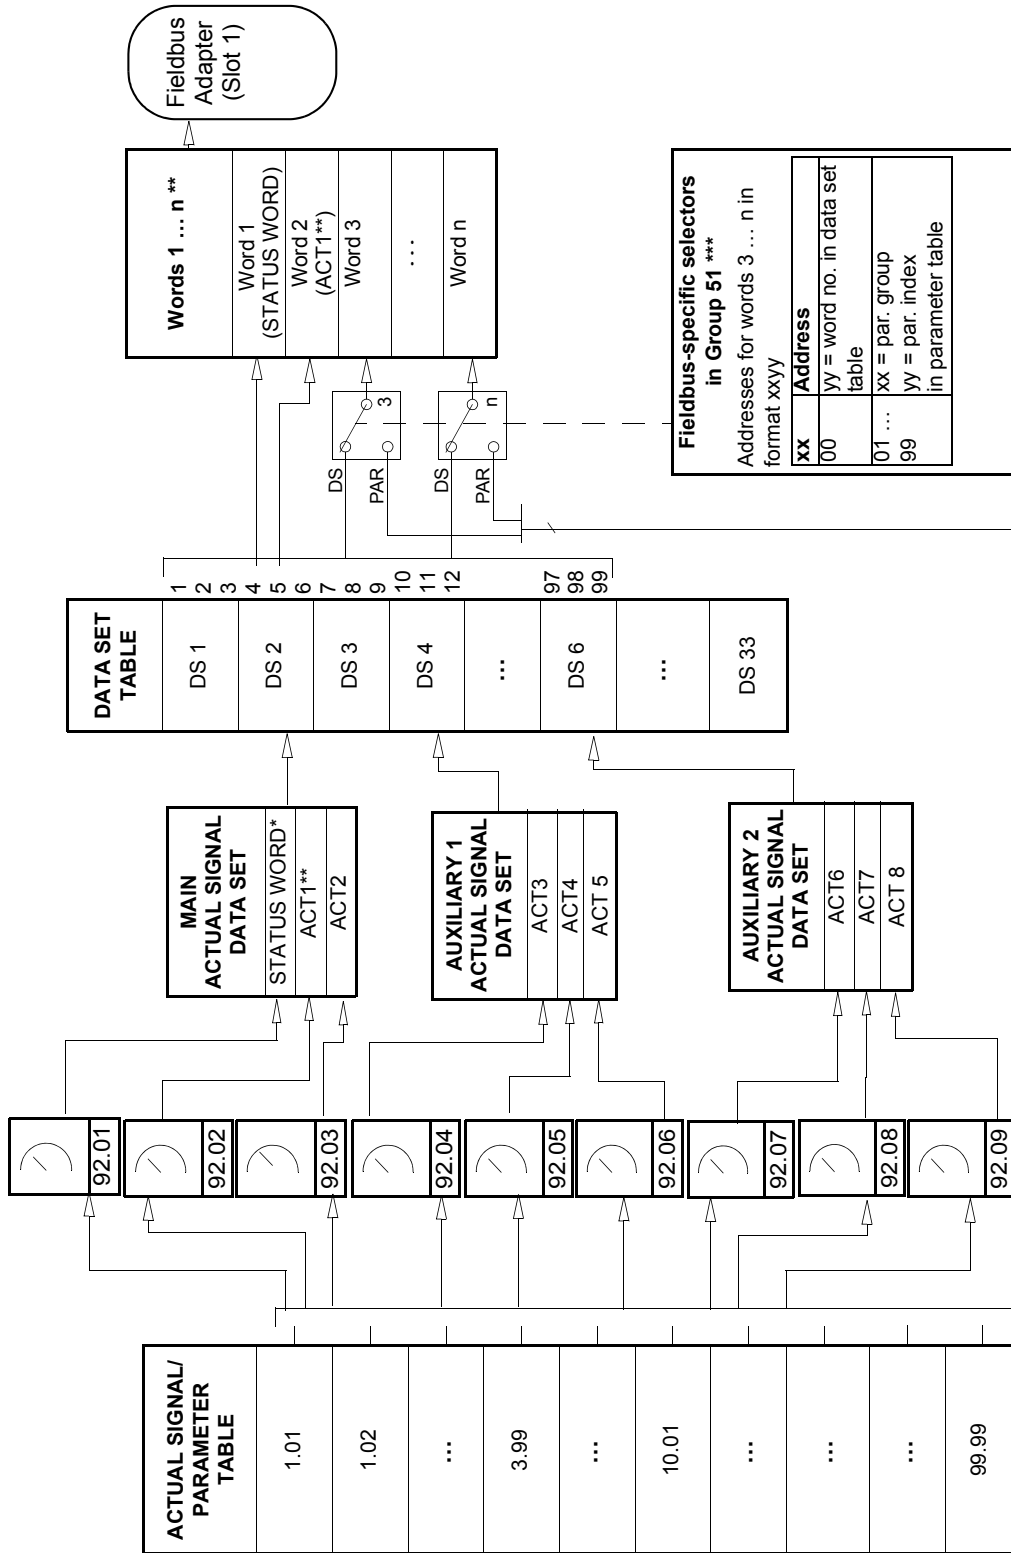 ACTUAL SIGNAL/
PARAMETER
TABLE
1.01
1.02
...
3.99
...
10.01
...
...
...
99.99
92.01
92.02
92.03
92.04
92.05
92.06
92.07
92.08
92.09
MAIN
ACTUAL SIGNAL
DATA SET
STATUS WORD*
ACT1**
ACT2
AUXILIARY 1
ACTUAL SIGNAL
DATA SET
ACT3
ACT4
ACT 5
AUXILIARY 2
ACTUAL SIGNAL
DATA SET
ACT6
ACT7
ACT 8
DATA SET
TABLE
DS 1
DS 2
DS 3
DS 4
...
DS 6
...
DS 33
1
2
3
4
5
6
7
8
9
10
11
12
97
98
99
DS
PAR
3
DS
PAR
n
Words 1 ... n **
Word 1
(STATUS WORD)
Word 2
(ACT1**)
Word 3
...
Word n
Fieldbus
Adapter
(Slot 1)
Fieldbus-specific selectors
in Group 51 ***
Addresses for words 3 ... n in
format xxyy
xx Address
00 yy = word no. in data set
table
01 ... xx = par. group
99 yy = par. index
in parameter table